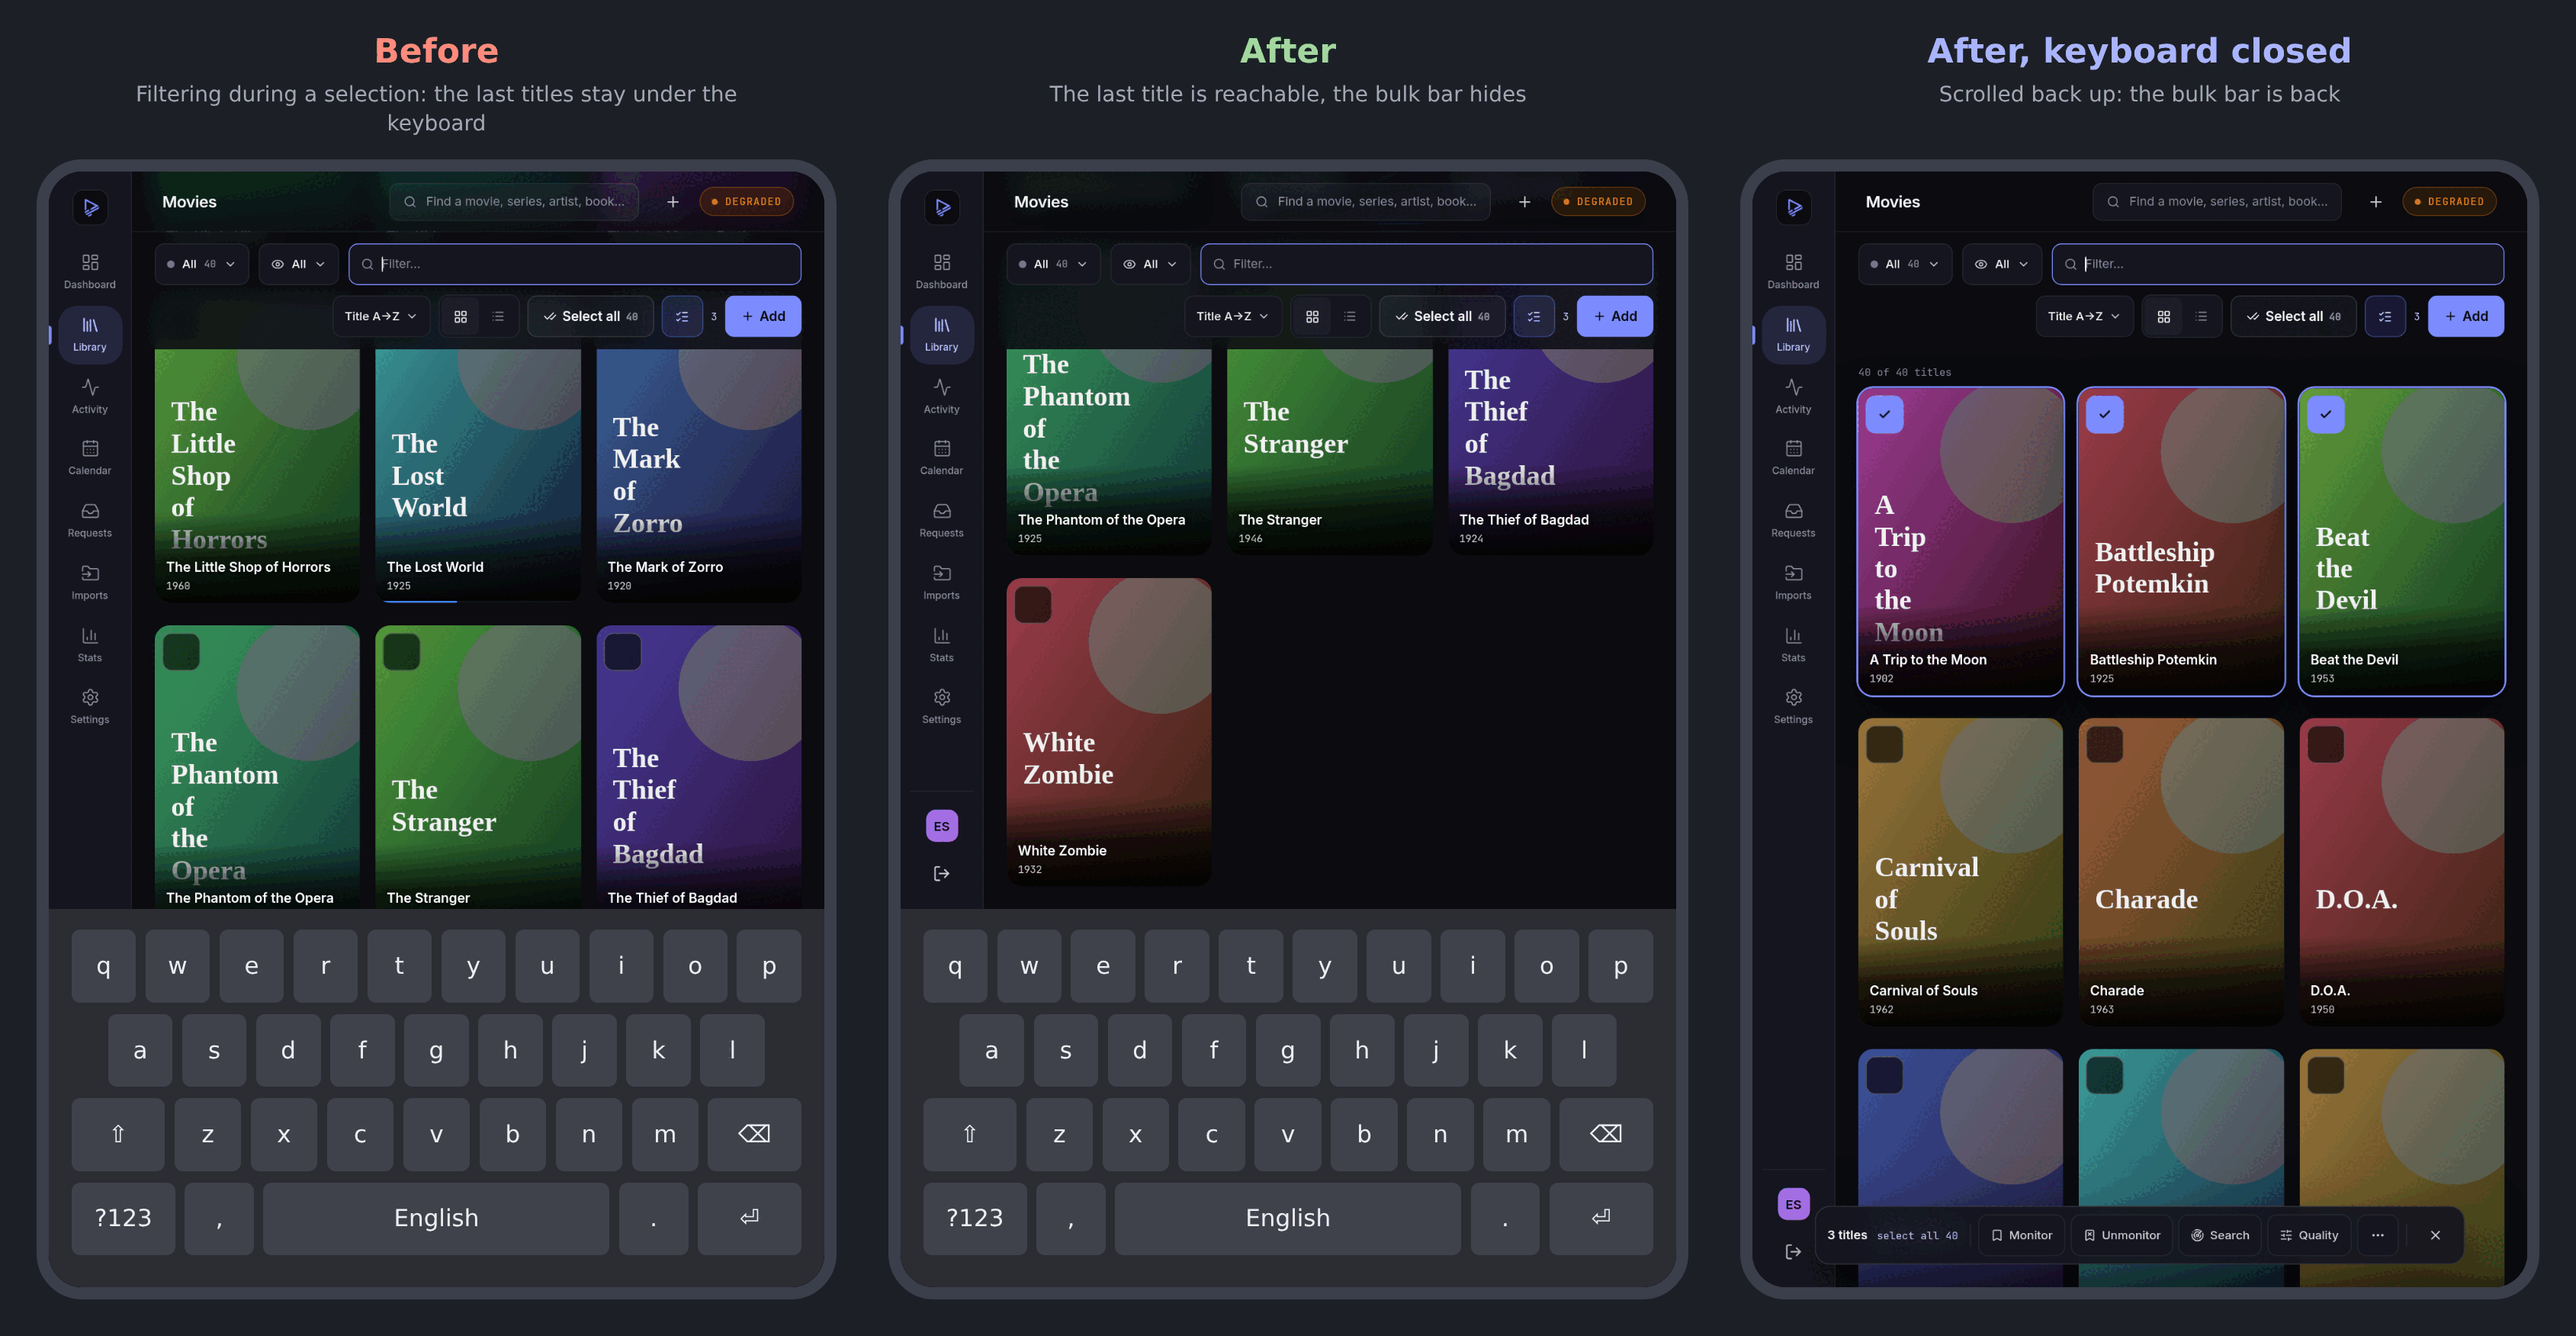 Before
Filtering during a selection: the last titles stay under the
keyboard
Movies
Find a movie, series, artist, book...
DEGRADED
Dashboard
Library
Activity
Calendar
Requests
Imports
Stats
Settings
All 40
All
Filter...
Title A→Z
Select all 40
3
+ Add
The
Little
Shop
of
Horrors
The Little Shop of Horrors
1960
The
Lost
World
The Lost World
1925
The
Mark
of
Zorro
The Mark of Zorro
1920
The
Phantom
of
the
Opera
The Phantom of the Opera
The
Stranger
The Stranger
The
Thief
of
Bagdad
The Thief of Bagdad
q w e r t y u i o p
a s d f g h j k l
⇧ z x c v b n m ⌫
?123 , English . ⏎
After
The last title is reachable, the bulk bar hides
Movies
Find a movie, series, artist, book...
DEGRADED
Dashboard
Library
Activity
Calendar
Requests
Imports
Stats
Settings
ES
All 40
All
Filter...
Title A→Z
Select all 40
3
+ Add
The
Phantom
of
the
Opera
The Phantom of the Opera
1925
The
Stranger
The Stranger
1946
The
Thief
of
Bagdad
The Thief of Bagdad
1924
White
Zombie
White Zombie
1932
q w e r t y u i o p
a s d f g h j k l
⇧ z x c v b n m ⌫
?123 , English . ⏎
After, keyboard closed
Scrolled back up: the bulk bar is back
Movies
Find a movie, series, artist, book...
DEGRADED
Dashboard
Library
Activity
Calendar
Requests
Imports
Stats
Settings
ES
All 40
All
Filter...
Title A→Z
Select all 40
3
+ Add
40 of 40 titles
A
Trip
to
the
Moon
A Trip to the Moon
1902
Battleship
Potemkin
Battleship Potemkin
1925
Beat
the
Devil
Beat the Devil
1953
Carnival
of
Souls
Carnival of Souls
1962
Charade
Charade
1963
D.O.A.
D.O.A.
1950
3 titles select all 40
Monitor
Unmonitor
Search
Quality